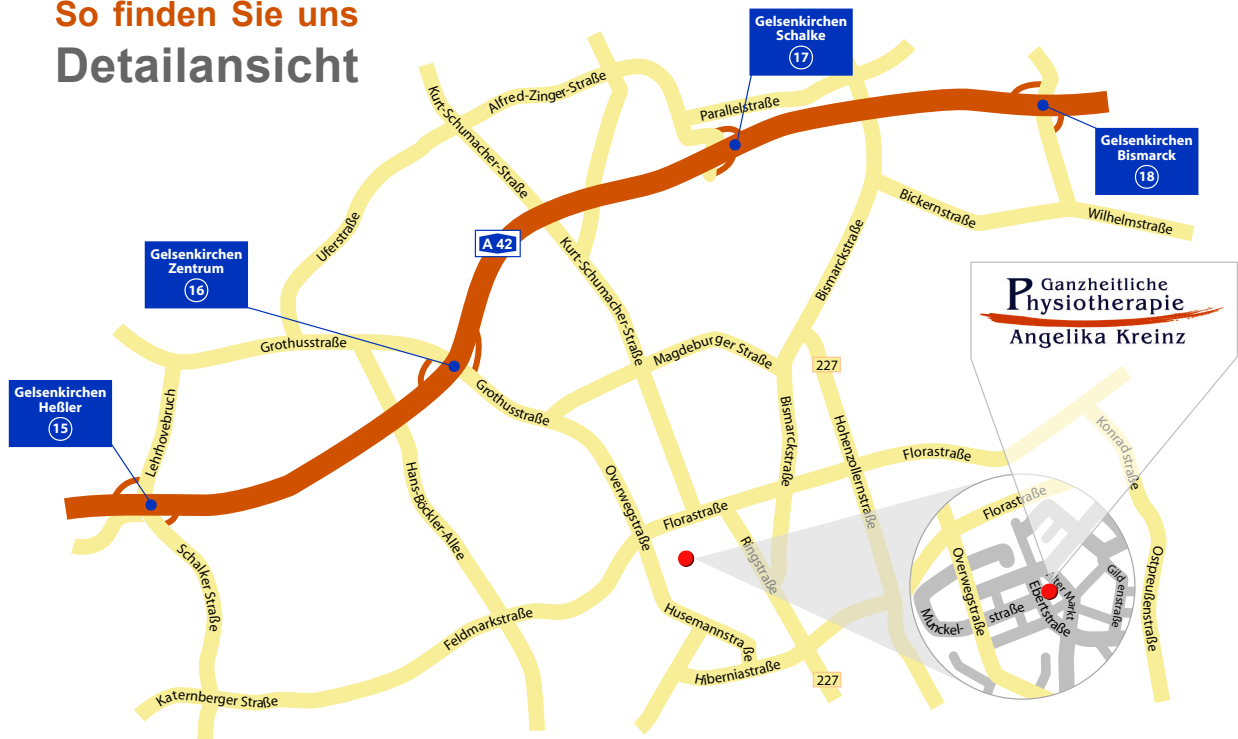 So finden Sie uns
Detailansicht
Gelsenkirchen
Schalke
17
Gelsenkirchen
Bismarck
18
Gelsenkirchen
Zentrum
16
Gelsenkirchen
Heßler
15
A 42
Alfred-Zinger-Straße
Kurt-Schumacher-Straße
Parallelstraße
Bickernstraße
Wilhelmstraße
Uferstraße
Kurt-Schumacher-Straße
Bismarckstraße
Ganzheitliche
Physiotherapie
Angelika Kreinz
Grothusstraße
Magdeburger Straße
227
Grothusstraße
Lehthovebruch
Bismarckstraße
Hohenzollernstraße
Konradstraße
Florastraße
Hans-Böckler-Allee
Overwegstraße
Florastraße
Ringstraße
Florastraße
Overwegstraße
Munckel-
straße
Alter Markt
Ebertstraße
Gildenstraße
Ostpreußenstraße
Schalker Straße
Feldmarkstraße
Husemannstraße
Hiberniastraße
227
Katernberger Straße